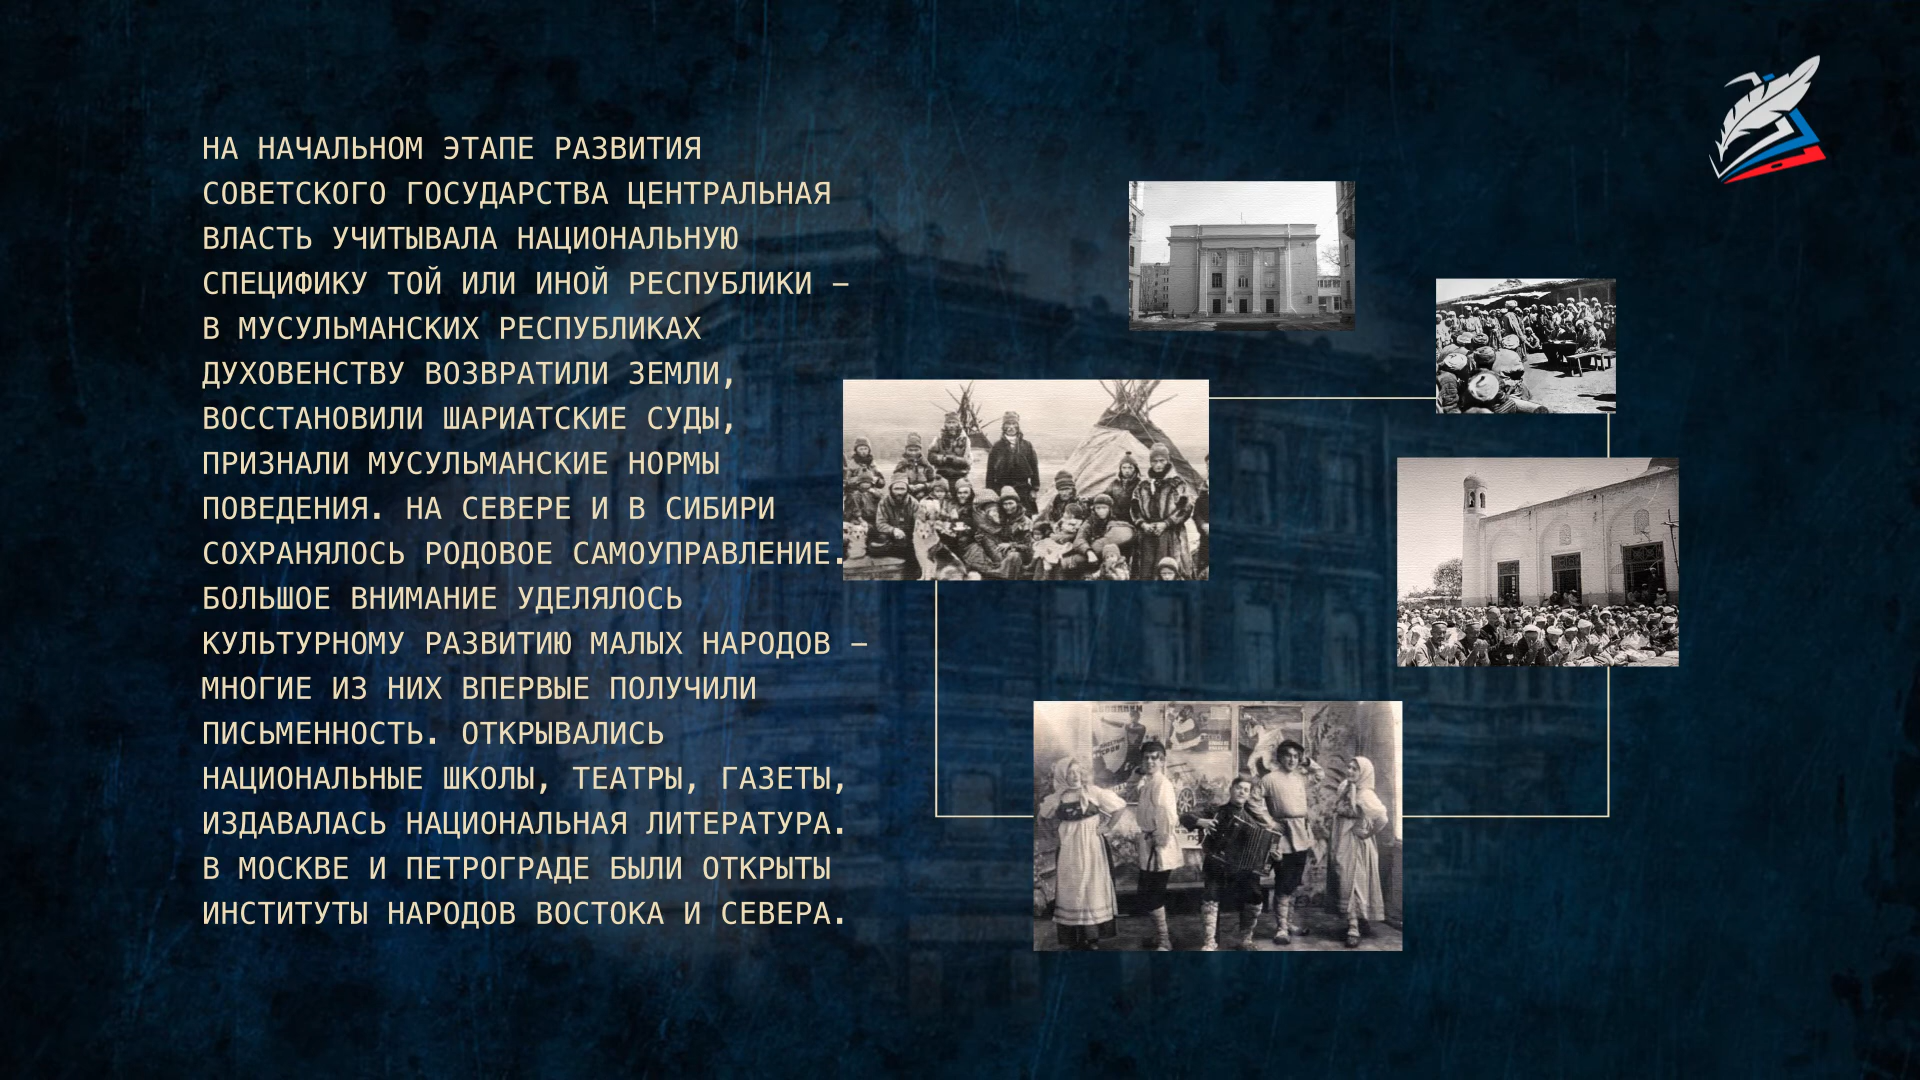 НА НАЧАЛЬНОМ ЭТАПЕ РАЗВИТИЯ
СОВЕТСКОГО ГОСУДАРСТВА ЦЕНТРАЛЬНАЯ
ВЛАСТЬ УЧИТЫВАЛА НАЦИОНАЛЬНУЮ
СПЕЦИФИКУ ТОЙ ИЛИ ИНОЙ РЕСПУБЛИКИ –
В МУСУЛЬМАНСКИХ РЕСПУБЛИКАХ
ДУХОВЕНСТВУ ВОЗВРАТИЛИ ЗЕМЛИ,
ВОССТАНОВИЛИ ШАРИАТСКИЕ СУДЫ,
ПРИЗНАЛИ МУСУЛЬМАНСКИЕ НОРМЫ
ПОВЕДЕНИЯ. НА СЕВЕРЕ И В СИБИРИ
СОХРАНЯЛОСЬ РОДОВОЕ САМОУПРАВЛЕНИЕ.
БОЛЬШОЕ ВНИМАНИЕ УДЕЛЯЛОСЬ
КУЛЬТУРНОМУ РАЗВИТИЮ МАЛЫХ НАРОДОВ –
МНОГИЕ ИЗ НИХ ВПЕРВЫЕ ПОЛУЧИЛИ
ПИСЬМЕННОСТЬ. ОТКРЫВАЛИСЬ
НАЦИОНАЛЬНЫЕ ШКОЛЫ, ТЕАТРЫ, ГАЗЕТЫ,
ИЗДАВАЛАСЬ НАЦИОНАЛЬНАЯ ЛИТЕРАТУРА.
В МОСКВЕ И ПЕТРОГРАДЕ БЫЛИ ОТКРЫТЫ
ИНСТИТУТЫ НАРОДОВ ВОСТОКА И СЕВЕРА.